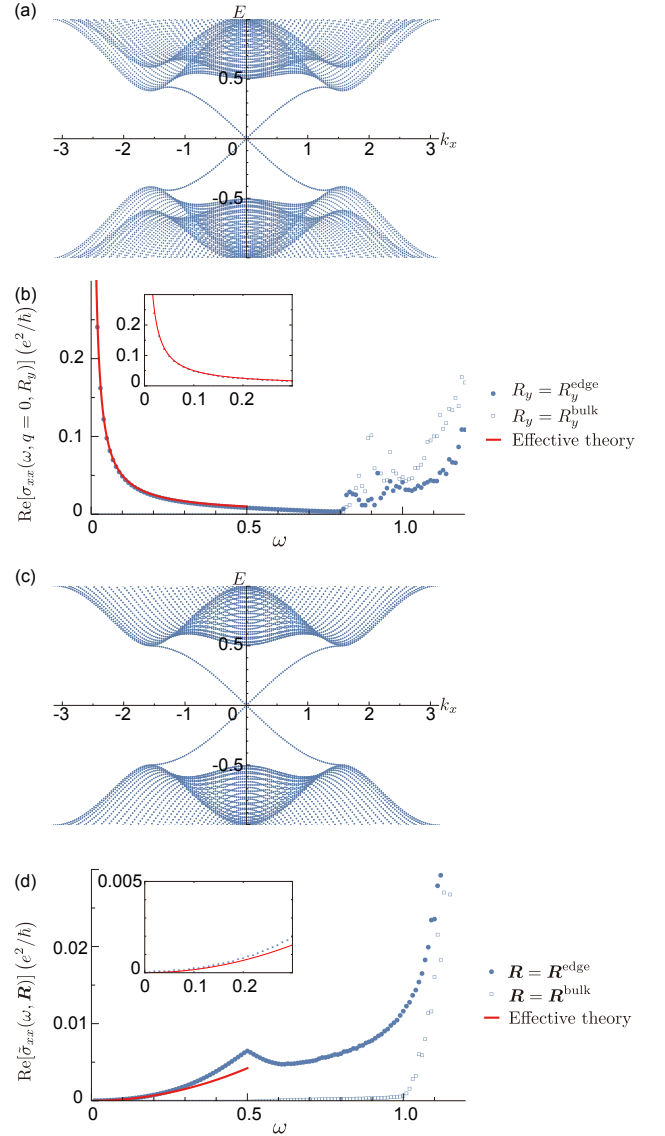 (a)
E
0.5
-3 -2 -1 0 1 2 3 k_x
-0.5
(b)
Re[σ_xx(ω, q = 0, R_y)] (e²/ħ)
0.2
0.1
0
0 0.5 1.0
ω
0.2
0.1
0
0 0.1 0.2
R_y = R_y^edge
R_y = R_y^bulk
Effective theory
(c)
E
0.5
-3 -2 -1 0 1 2 3 k_x
-0.5
(d)
Re[σ̃_xx(ω, R)] (e²/ħ)
0.02
0.01
0
0 0.5 1.0
ω
0.005
0
0 0.1 0.2
R = R^edge
R = R^bulk
Effective theory